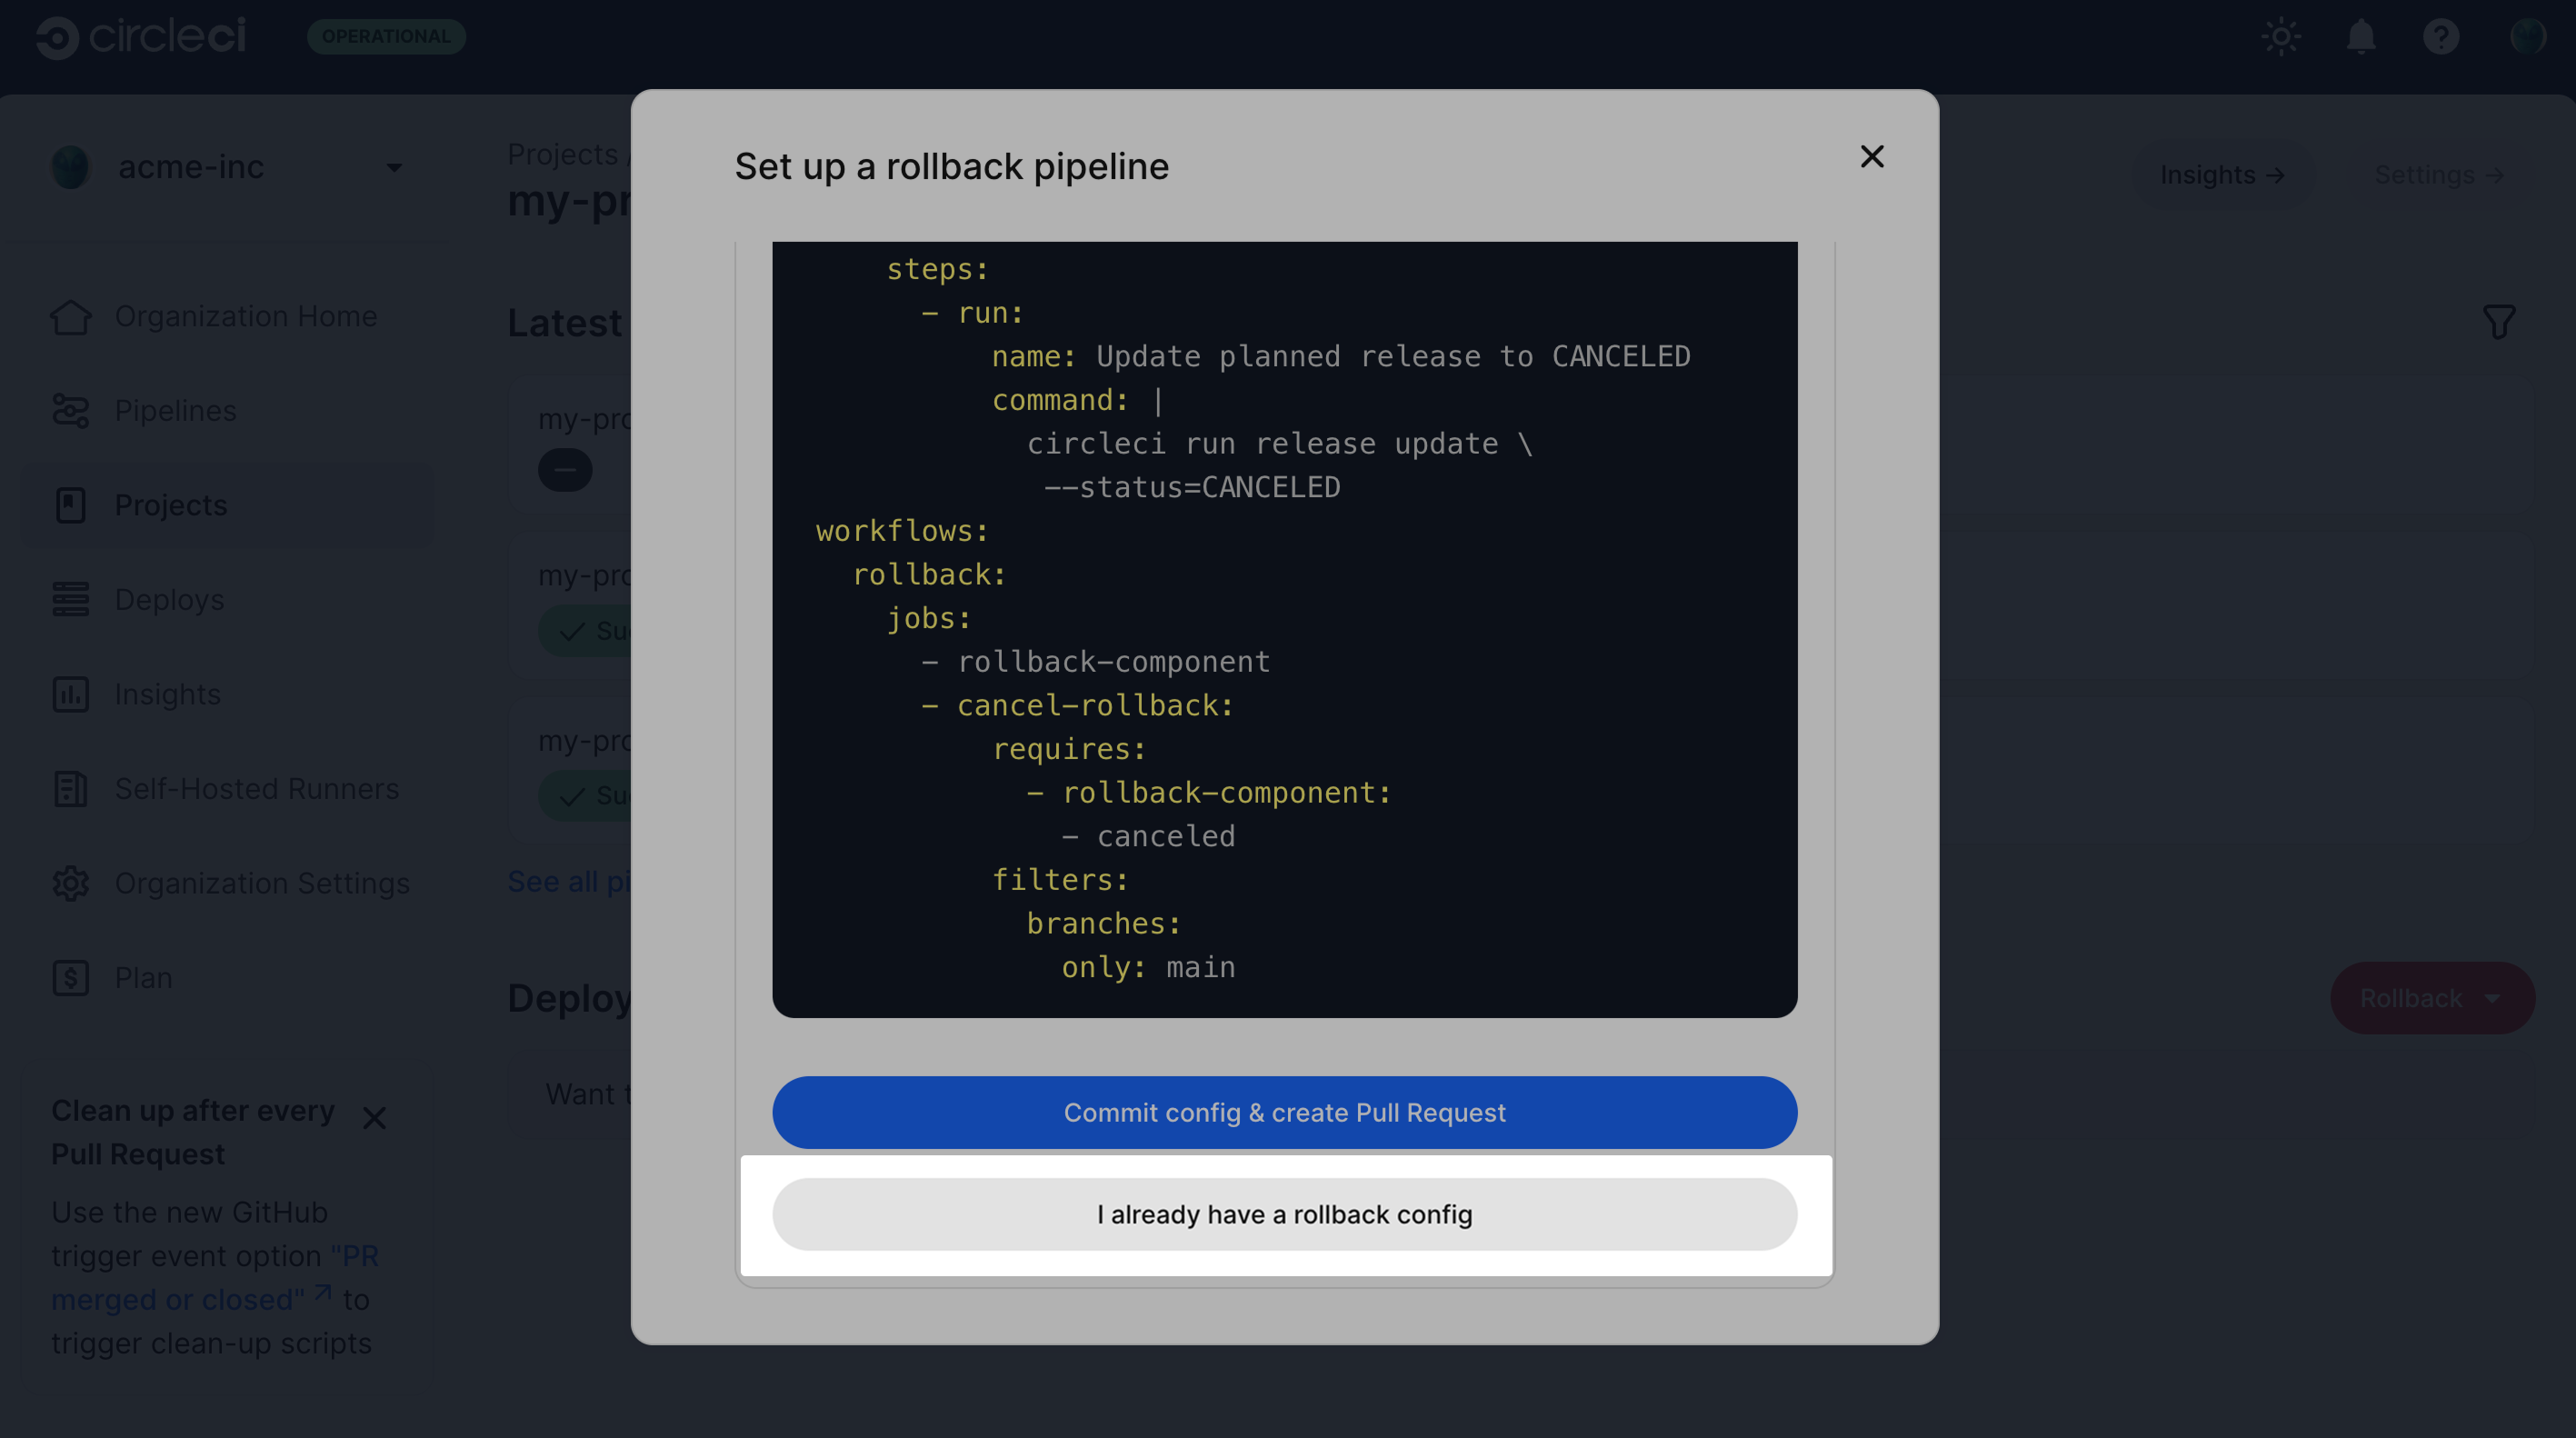 circleci
OPERATIONAL
acme-inc
Organization Home
Pipelines
Projects
Deploys
Insights
Self-Hosted Runners
Organization Settings
Plan
Clean up after every
Pull Request
Use the new GitHub
trigger event option "PR
merged or closed" to
trigger clean-up scripts
Projects /
my-pr
Insights →
Settings →
Latest
my-pro
my-pro
Su
my-pro
Su
See all pi
Deploy
Rollback
Want t
Set up a rollback pipeline
steps:
- run:
name: Update planned release to CANCELED
command: |
circleci run release update \
--status=CANCELED
workflows:
rollback:
jobs:
- rollback-component
- cancel-rollback:
requires:
- rollback-component:
- canceled
filters:
branches:
only: main
Commit config & create Pull Request
I already have a rollback config